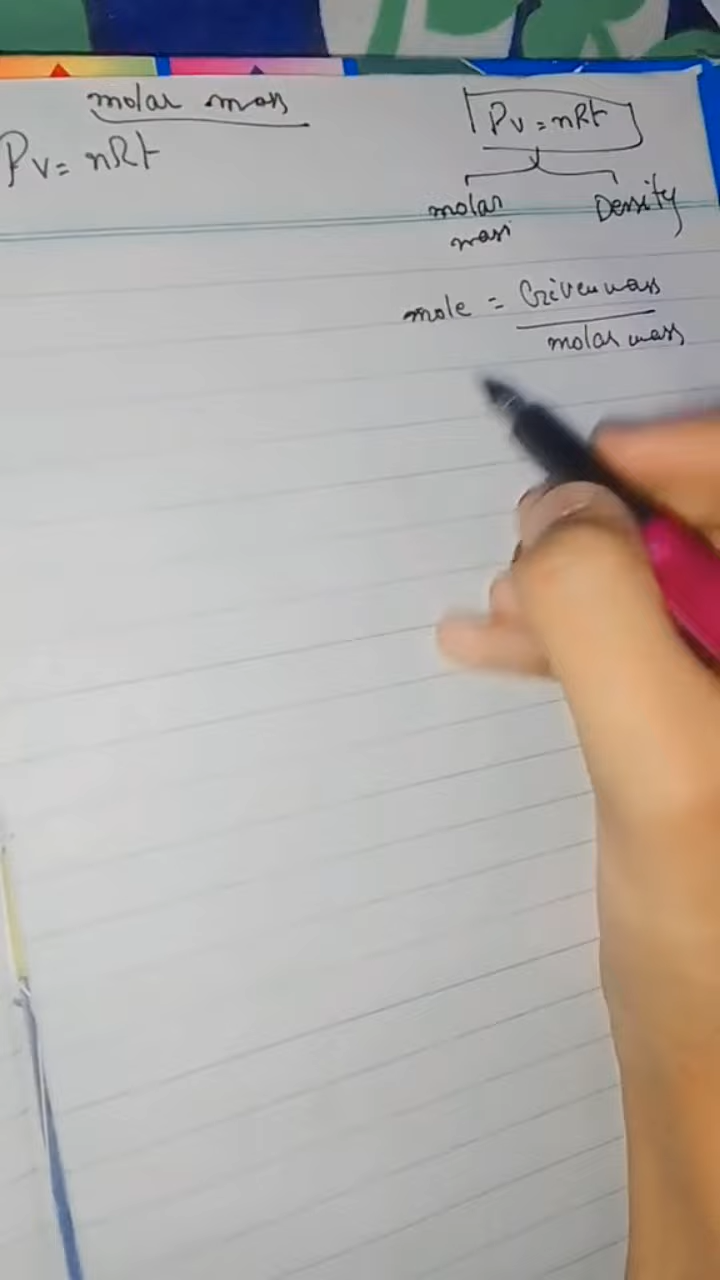 molar mass
Pv = nRt
Pv = nRt
molar
mass
Density
mole = Given mass
molar mass